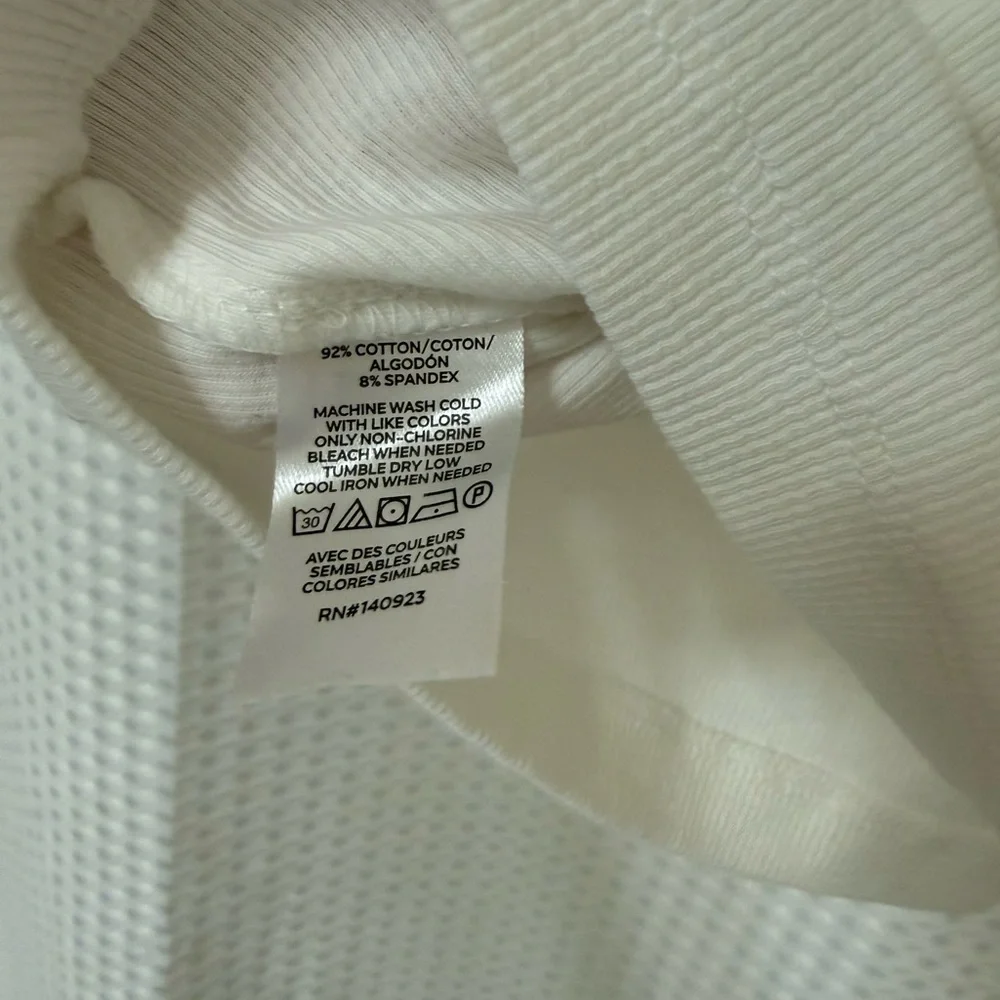 92% COTTON/COTON/
ALGODÓN
8% SPANDEX
MACHINE WASH COLD
WITH LIKE COLORS
ONLY NON-CHLORINE
BLEACH WHEN NEEDED
TUMBLE DRY LOW
COOL IRON WHEN NEEDED
30 P
AVEC DES COULEURS
SEMBLABLES / CON
COLORES SIMILARES
RN#140923